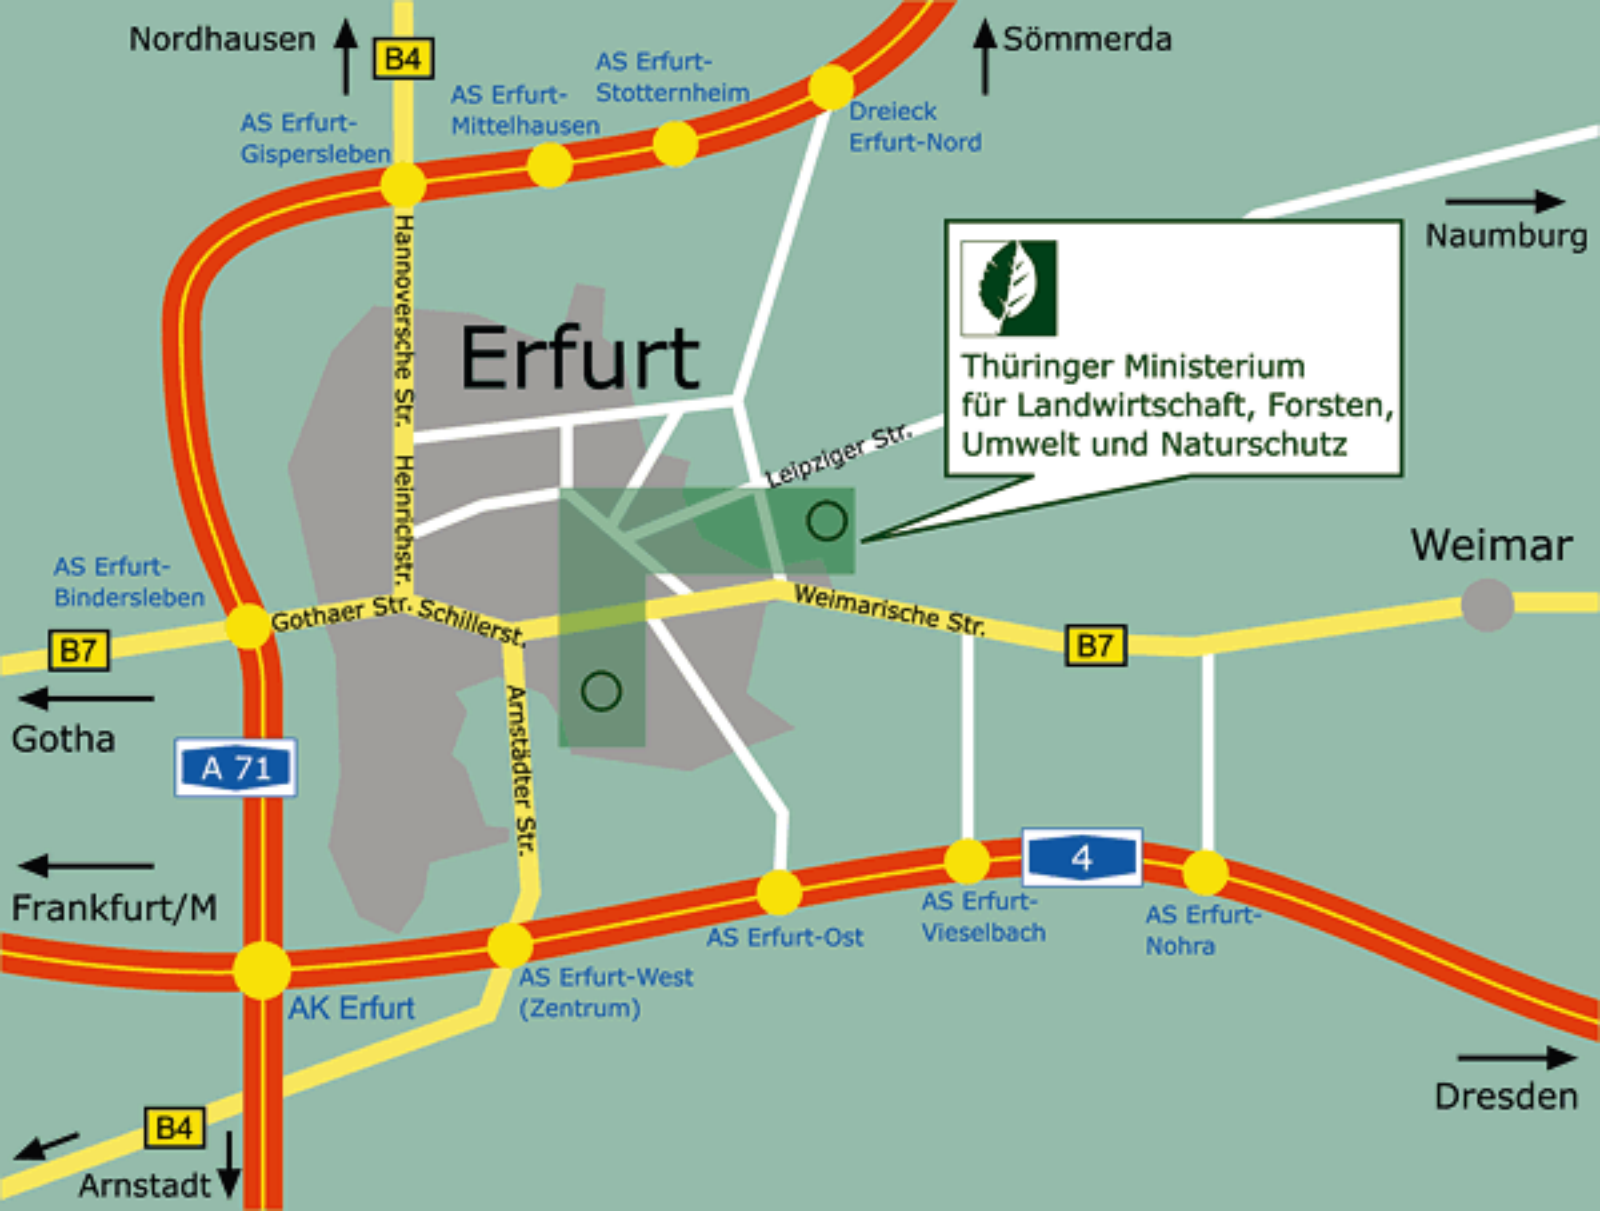 Nordhausen
B4
Sömmerda
AS Erfurt-
Stotternheim
AS Erfurt-
Mittelhausen
AS Erfurt-
Gispersleben
Dreieck
Erfurt-Nord
Naumburg
Hannoversche Str.
Erfurt
Thüringer Ministerium
für Landwirtschaft, Forsten,
Umwelt und Naturschutz
Leipziger Str.
Heinrichstr.
Weimar
AS Erfurt-
Bindersleben
Gothaer Str.
Schillerst.
Weimarische Str.
B7
B7
Gotha
Arnstädter Str.
A 71
4
Frankfurt/M
AS Erfurt-
Vieselbach
AS Erfurt-
Nohra
AS Erfurt-Ost
AS Erfurt-West
(Zentrum)
AK Erfurt
Dresden
B4
Arnstadt